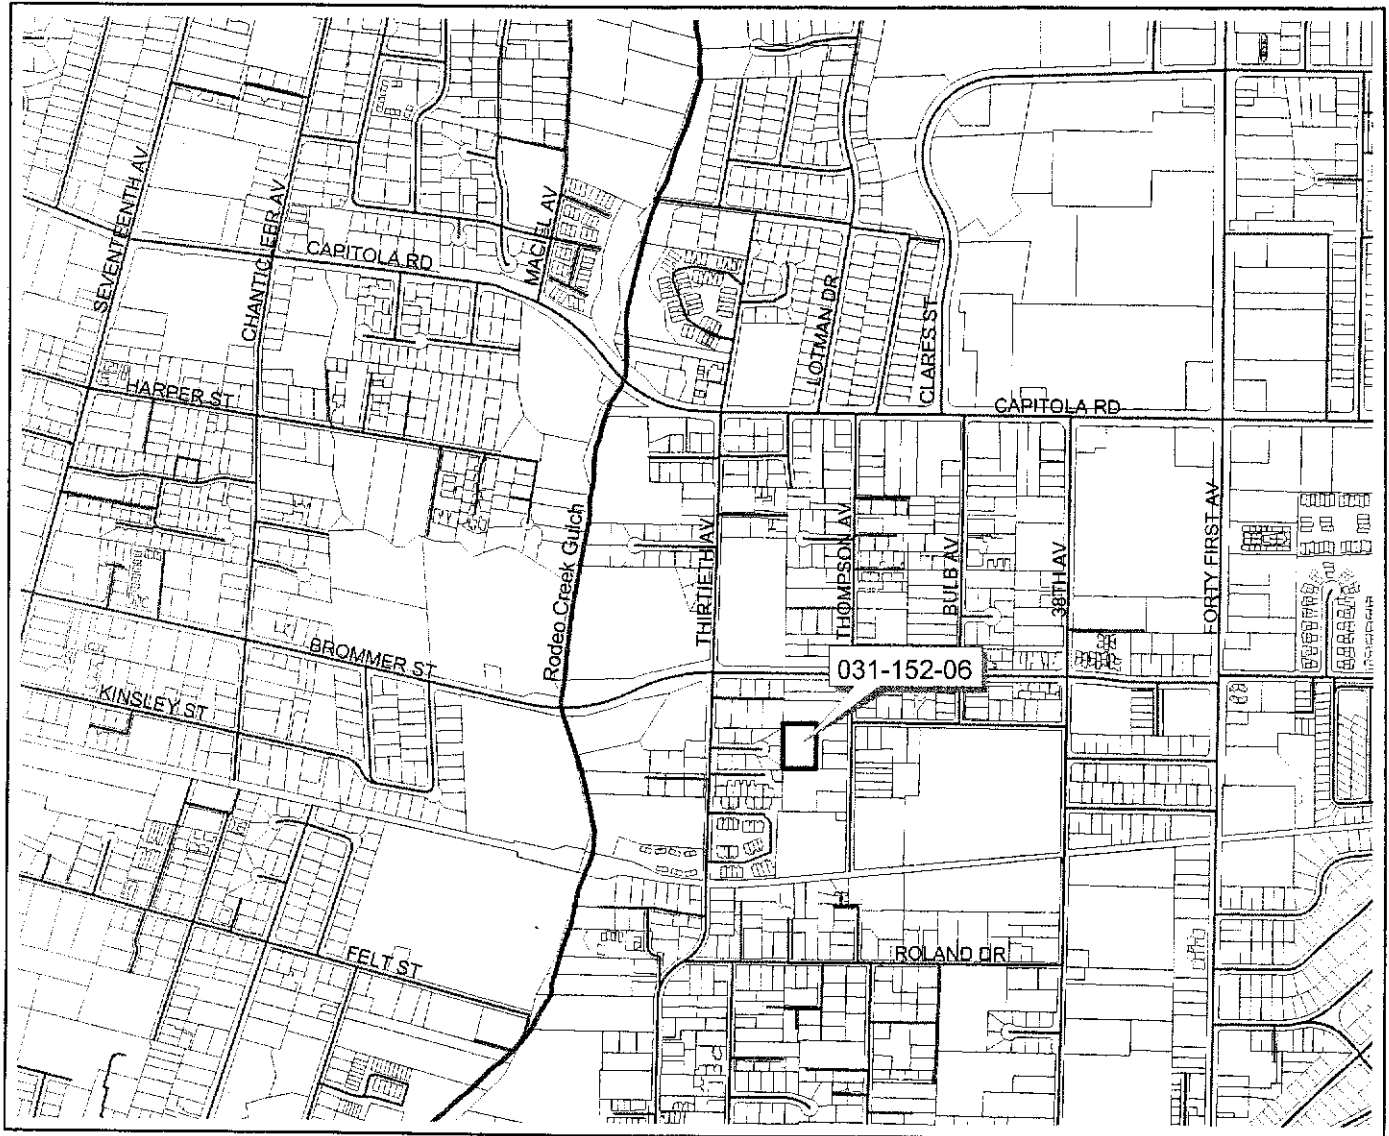 SEVENTEENTH AV
CHANTICLEER AV
MACIEL AV
CAPITOLA RD
LOTMAN DR
CLARES ST
CAPITOLA RD
HARPER ST
Rodeo Creek Gulch
THIRTIETH AV
THOMPSON AV
BULB AV
38TH AV
FORTY FIRST AV
BROMMER ST
031-152-06
KINSLEY ST
FELT ST
ROLAND DR